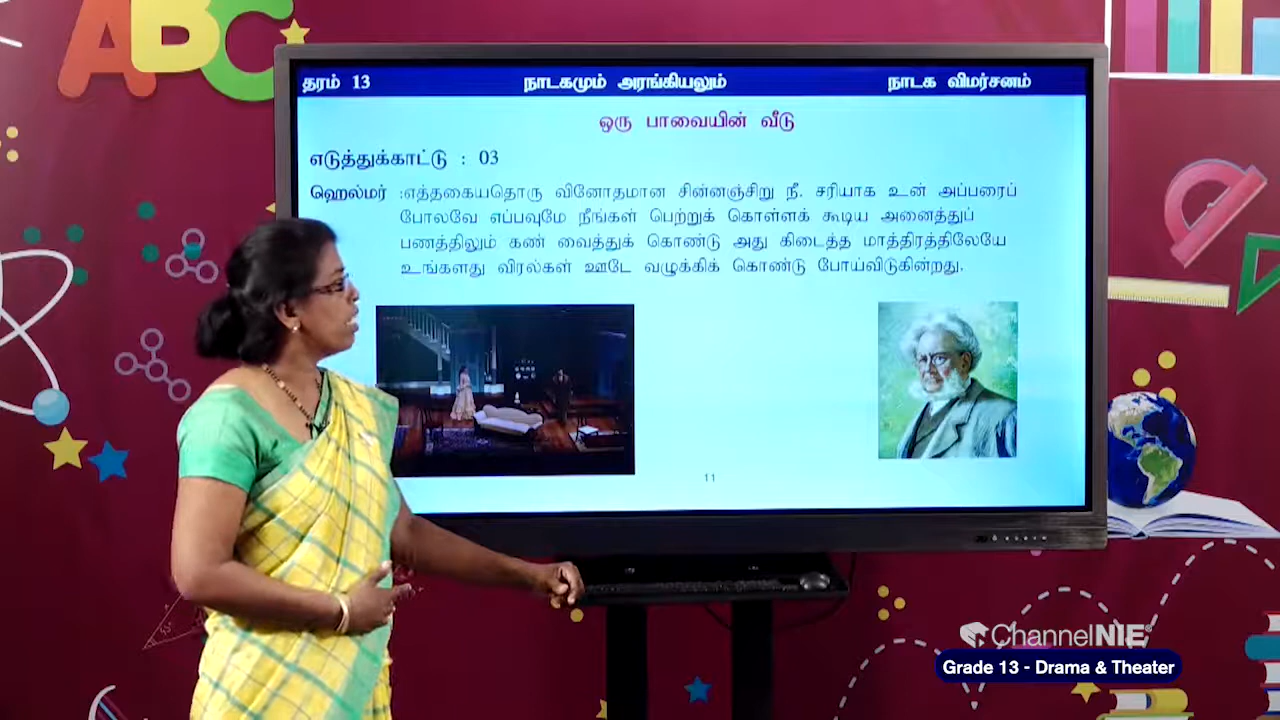 ABC
தரம் 13 நாடகமும் அரங்கியலும் நாடக விமர்சனம்
ஒரு பாவையின் வீடு
எடுத்துக்காட்டு : 03
ஹெல்மர் :எத்தகையதொரு வினோதமான சின்னஞ்சிறு நீ. சரியாக உன் அப்பரைப்
போலவே எப்பவுமே நீங்கள் பெற்றுக் கொள்ளக் கூடிய அனைத்துப்
பணத்திலும் கண் வைத்துக் கொண்டு அது கிடைத்த மாத்திரத்திலேயே
உங்களது விரல்கள் ஊடே வழுக்கிக் கொண்டு போய்விடுகின்றது.
11
ChannelNIE
Grade 13 - Drama & Theater